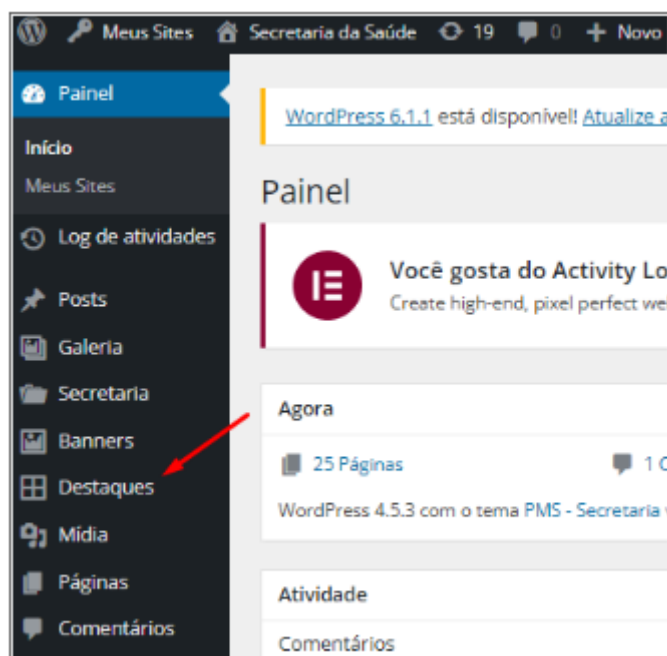 Meus Sites Secretaria da Saúde 19 0 + Novo
Painel
Início
Meus Sites
Log de atividades
Posts
Galeria
Secretaria
Banners
Destaques
Mídia
Páginas
Comentários
WordPress 6.1.1 está disponível! Atualize a
Painel
Você gosta do Activity Lo
Create high-end, pixel perfect we
Agora
25 Páginas 1 C
WordPress 4.5.3 com o tema PMS - Secretaria
Atividade
Comentários